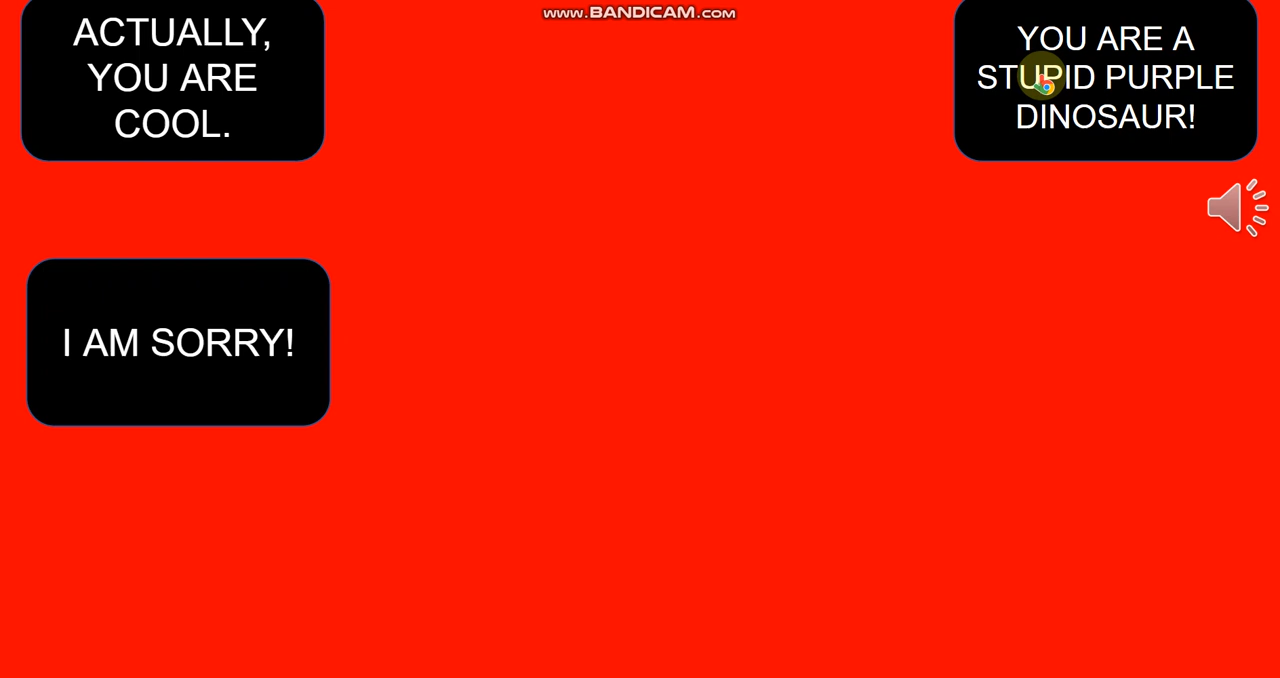 www.BANDICAM.com
ACTUALLY,
YOU ARE
COOL.
YOU ARE A
STUPID PURPLE
DINOSAUR!
I AM SORRY!